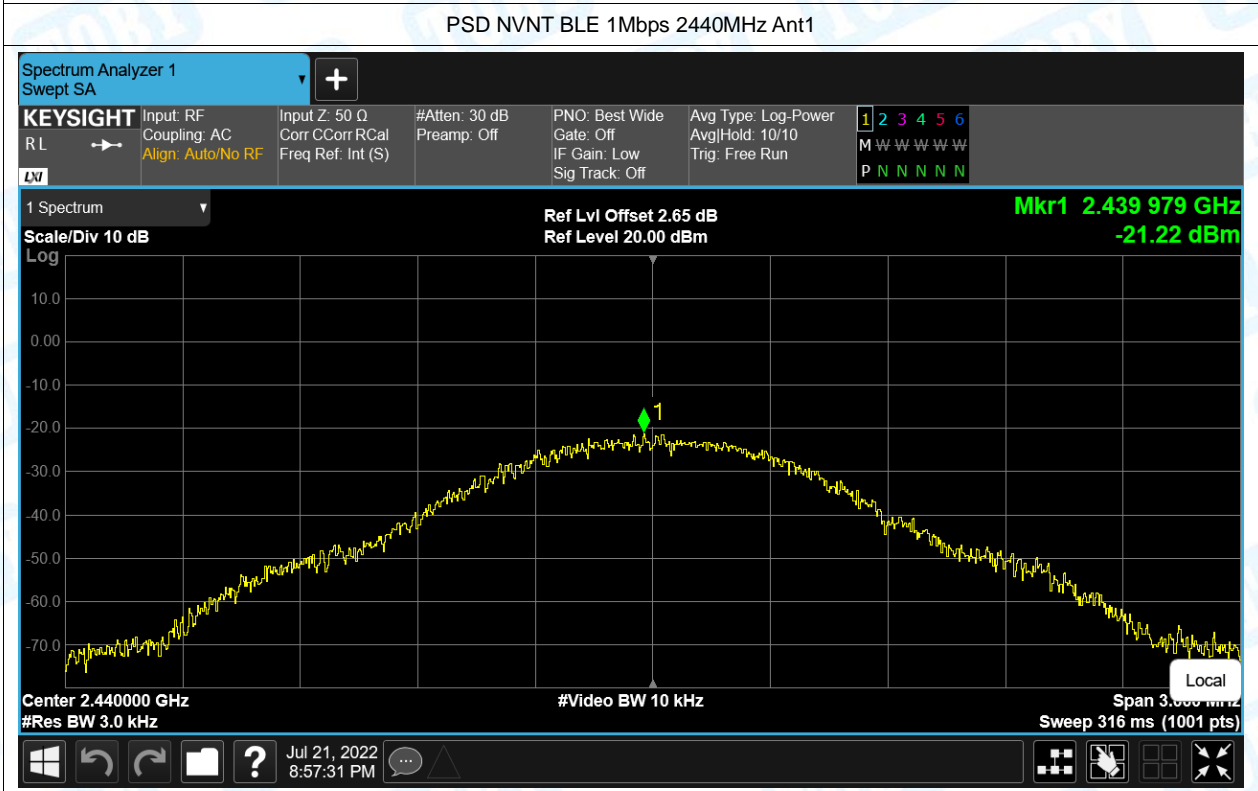 PSD NVNT BLE 1Mbps 2440MHz Ant1
Spectrum Analyzer 1
Swept SA
KEYSIGHT
R L
LXI
Input: RF
Coupling: AC
Align: Auto/No RF
Input Z: 50 Ω
Corr CCorr RCal
Freq Ref: Int (S)
#Atten: 30 dB
Preamp: Off
PNO: Best Wide
Gate: Off
IF Gain: Low
Sig Track: Off
Avg Type: Log-Power
Avg|Hold: 10/10
Trig: Free Run
1 2 3 4 5 6
M W W W W W
P N N N N N
1 Spectrum
Scale/Div 10 dB
Log
Ref Lvl Offset 2.65 dB
Ref Level 20.00 dBm
Mkr1 2.439 979 GHz
-21.22 dBm
10.0
0.00
-10.0
1
-20.0
-30.0
-40.0
-50.0
-60.0
-70.0
Local
Center 2.440000 GHz
#Video BW 10 kHz
Span 3.000 MHz
#Res BW 3.0 kHz
Sweep 316 ms (1001 pts)
?
Jul 21, 2022
8:57:31 PM